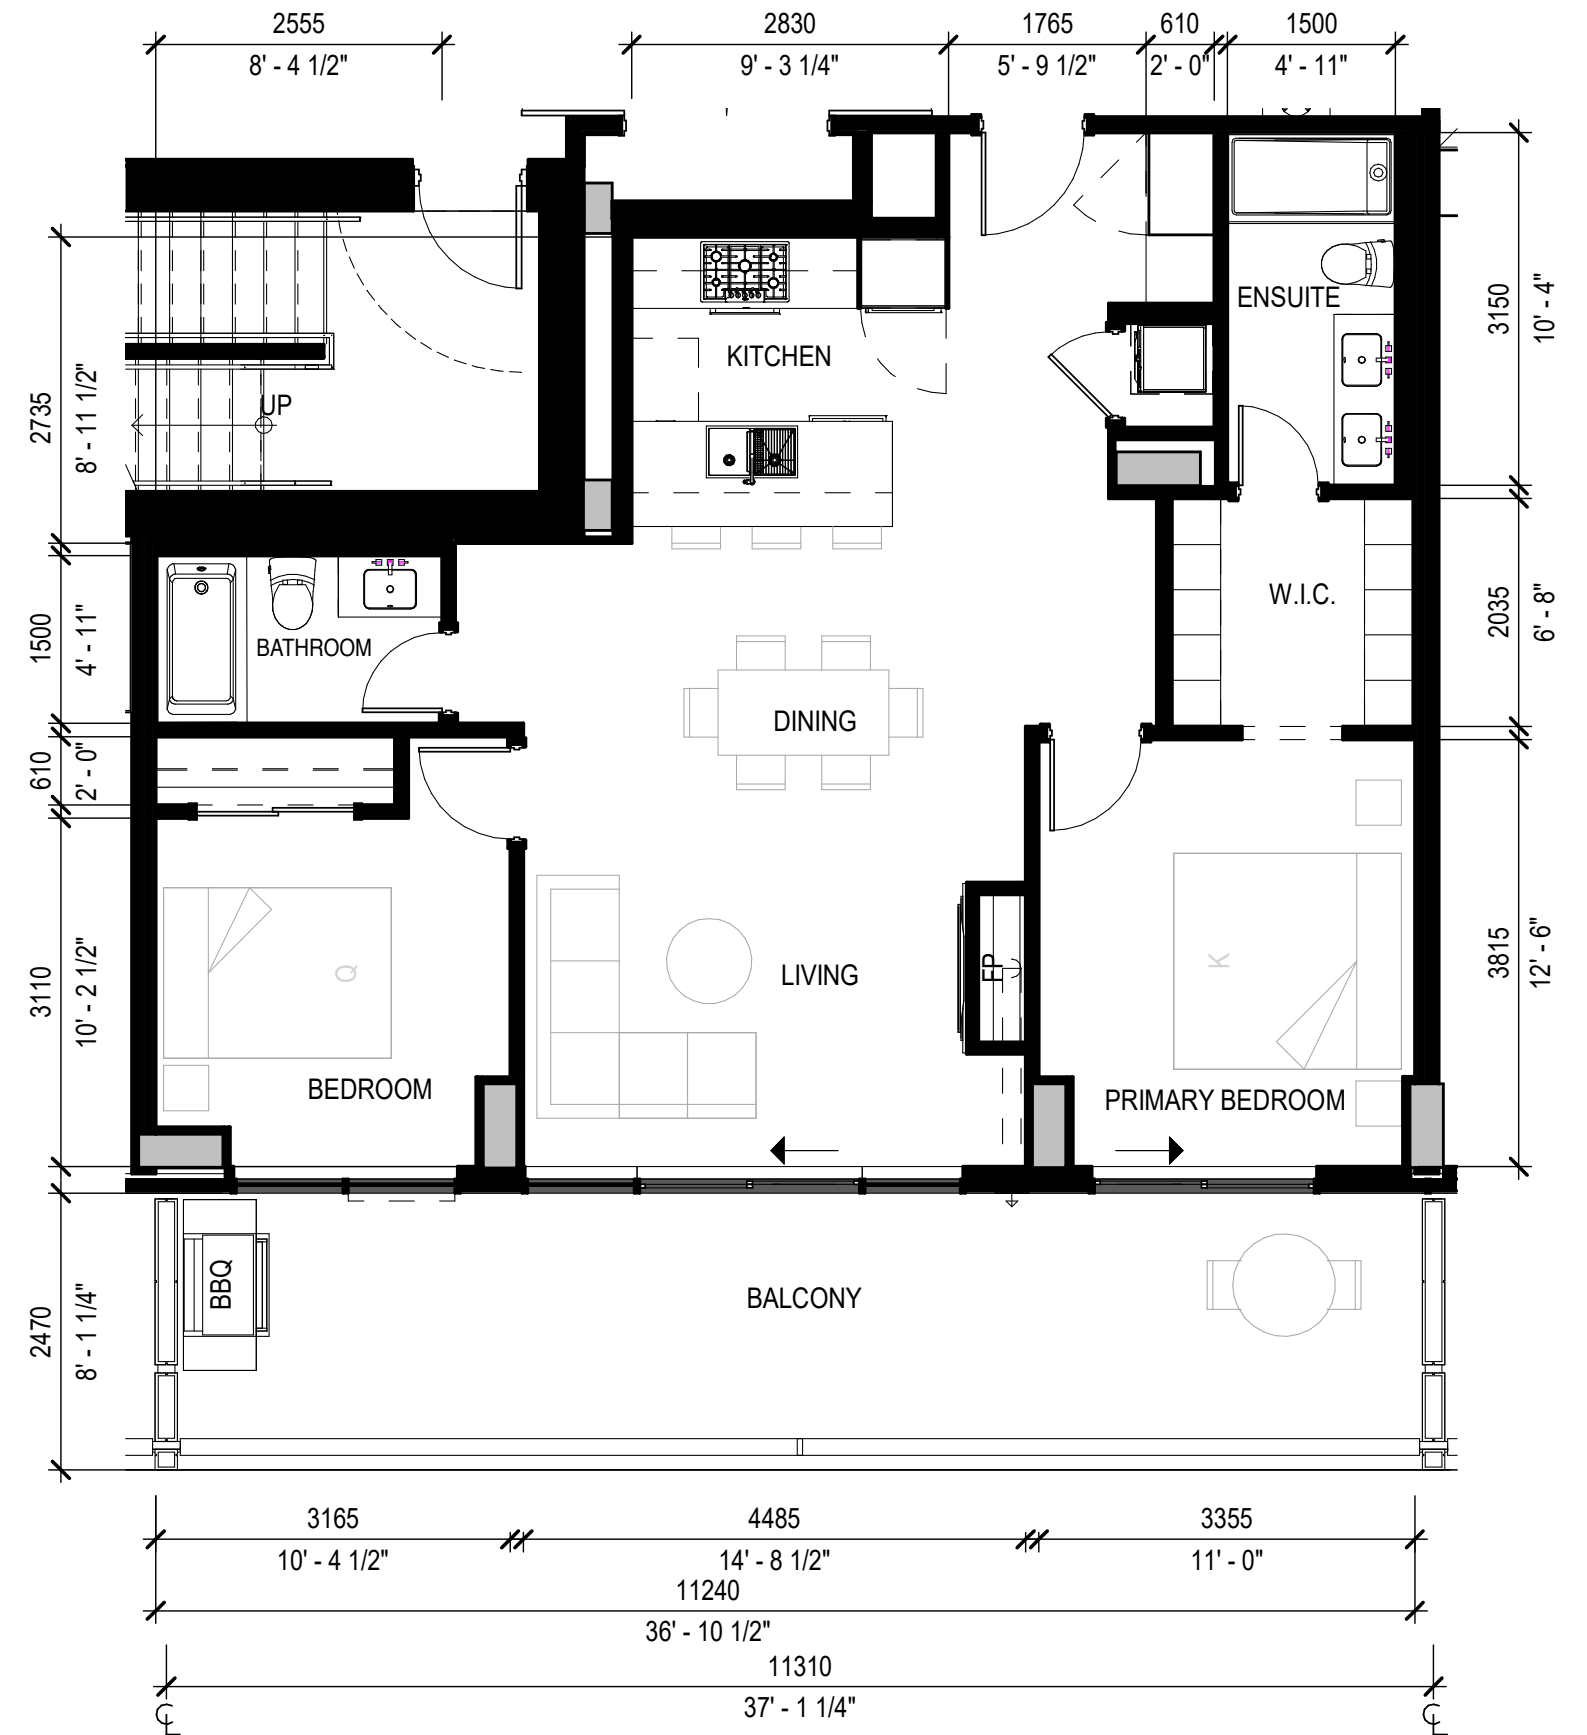 2555
8' - 4 1/2"
2830
9' - 3 1/4"
1765
5' - 9 1/2"
610
2' - 0"
1500
4' - 11"
ENSUITE
3150
10' - 4"
KITCHEN
UP
2735
8' - 11 1/2"
W.I.C.
2035
6' - 8"
1500
4' - 11"
BATHROOM
DINING
610
2' - 0"
3110
10' - 2 1/2"
Q
LIVING
FP
K
3815
12' - 6"
BEDROOM
PRIMARY BEDROOM
2470
8' - 1 1/4"
BBQ
BALCONY
3165
10' - 4 1/2"
4485
14' - 8 1/2"
3355
11' - 0"
11240
36' - 10 1/2"
11310
37' - 1 1/4"
℄
℄